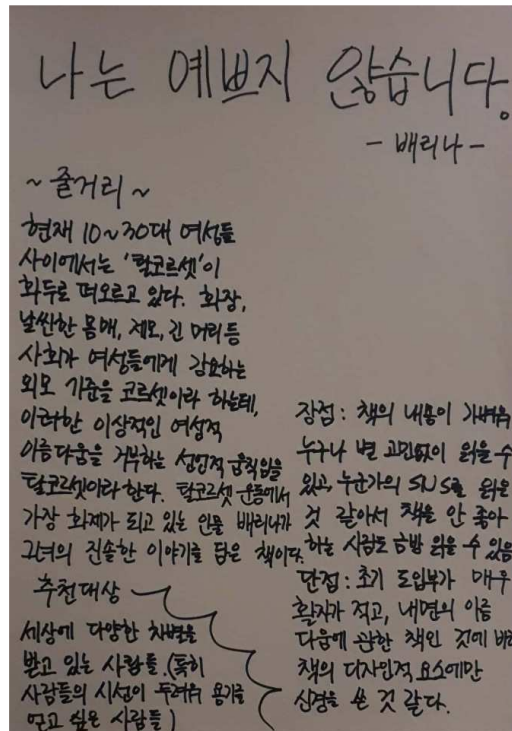 나는 예쁘지 않습니다.
- 배리나 -
~ 줄거리 ~
현재 10~30대 여성들
사이에서는 '탈코르셋'이
화두로 떠오르고 있다. 화장,
날씬한 몸매, 제모, 긴 머리 등
사회가 여성들에게 강요하는
외모 기준을 코르셋이라 하는데,
이러한 이상적인 여성적
아름다움을 거부하는 선언적 움직임을
탈코르셋이라 한다. 탈코르셋 운동에서
가장 화제가 되고 있는 인물 배리나가
그녀의 진솔한 이야기를 담은 책이다.
추천대상
세상에 다양한 차별을
받고 있는 사람들. (특히
사람들의 시선이 두려워 용기를
얻고 싶은 사람들)
장점 : 책의 내용이 가벼워
누구나 별 고민없이 읽을 수
있고, 누군가의 SNS를 읽은
것 같아서 책을 안 좋아
하는 사람도 금방 읽을 수 있음
단점 : 초기 도입부가 매우
활자가 적고, 내면의 아름
다움에 관한 책인 것에 비해
책의 디자인적 요소에만
신경을 쓴 것 같다.